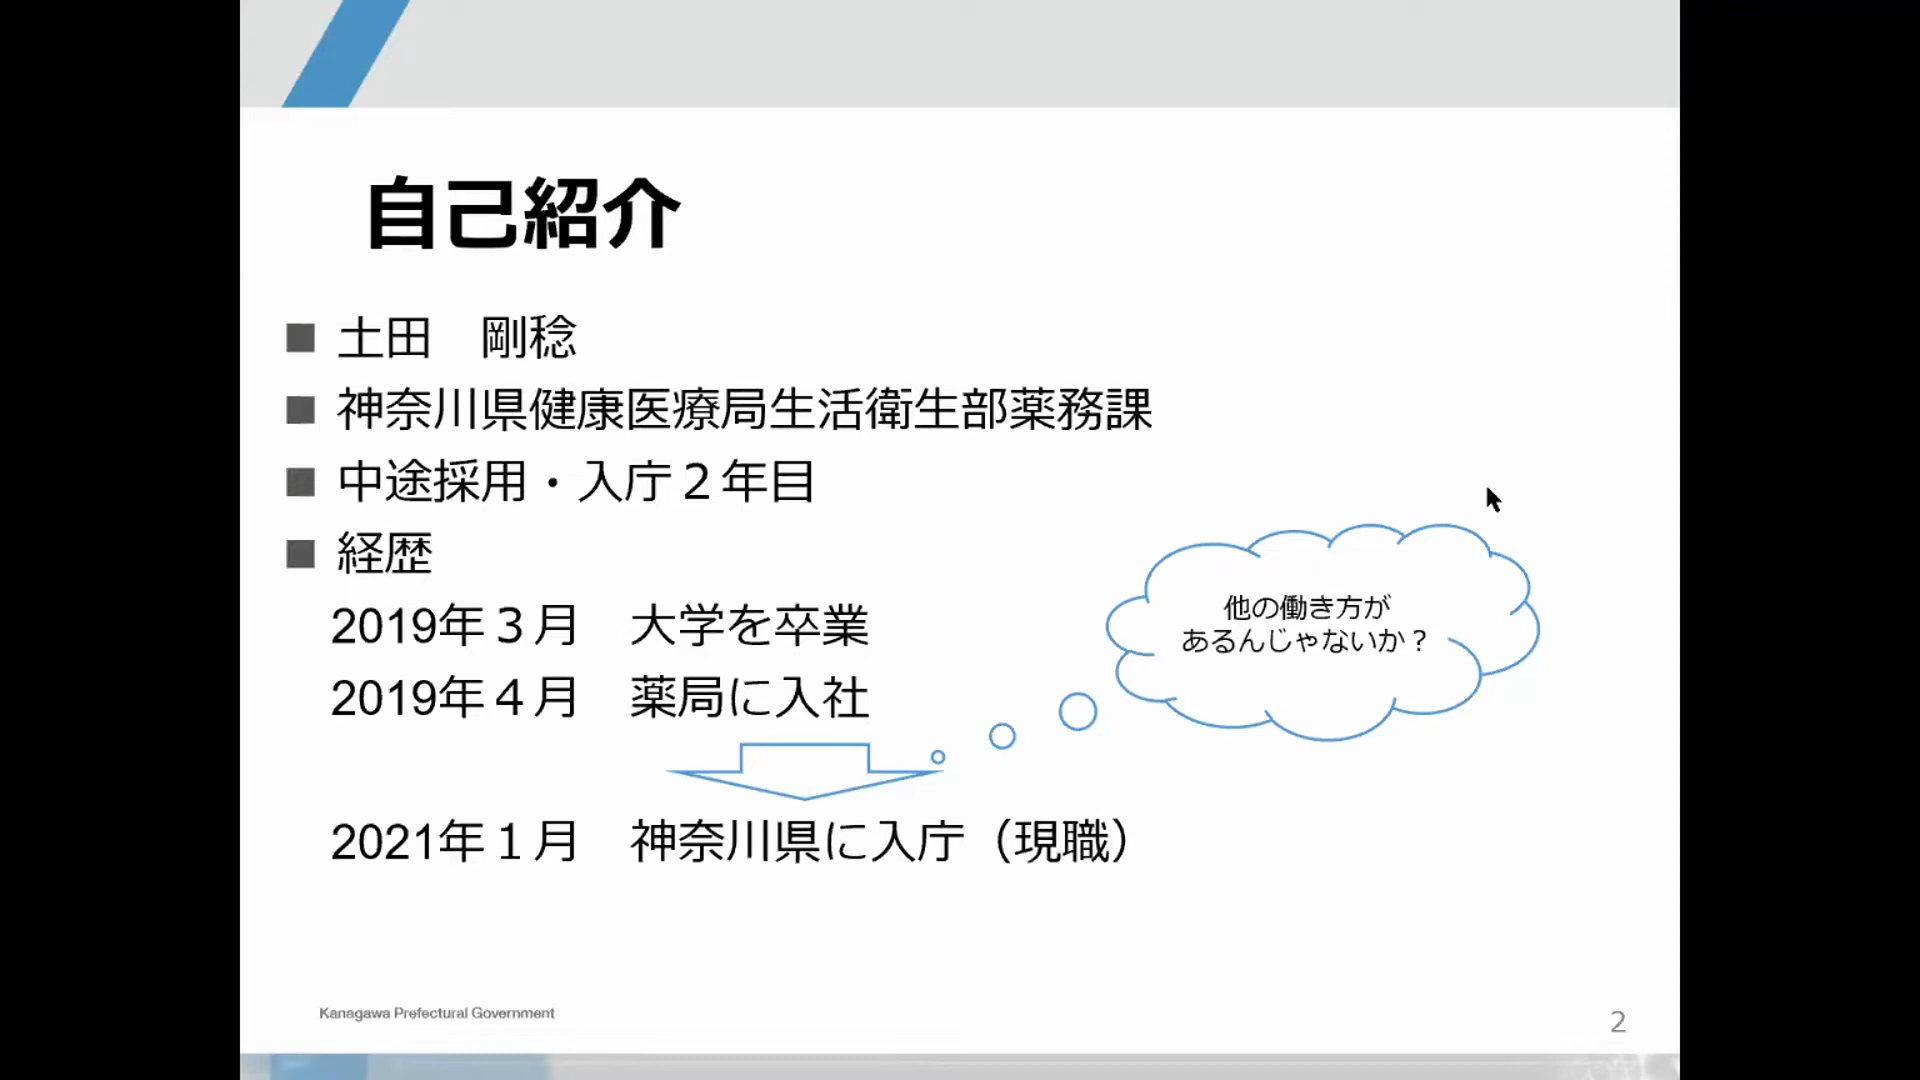 自己紹介
土田　剛稔
神奈川県健康医療局生活衛生部薬務課
中途採用・入庁２年目
経歴
2019年３月　大学を卒業
2019年４月　薬局に入社
他の働き方が
あるんじゃないか？
2021年１月　神奈川県に入庁（現職）
Kanagawa Prefectural Government
2